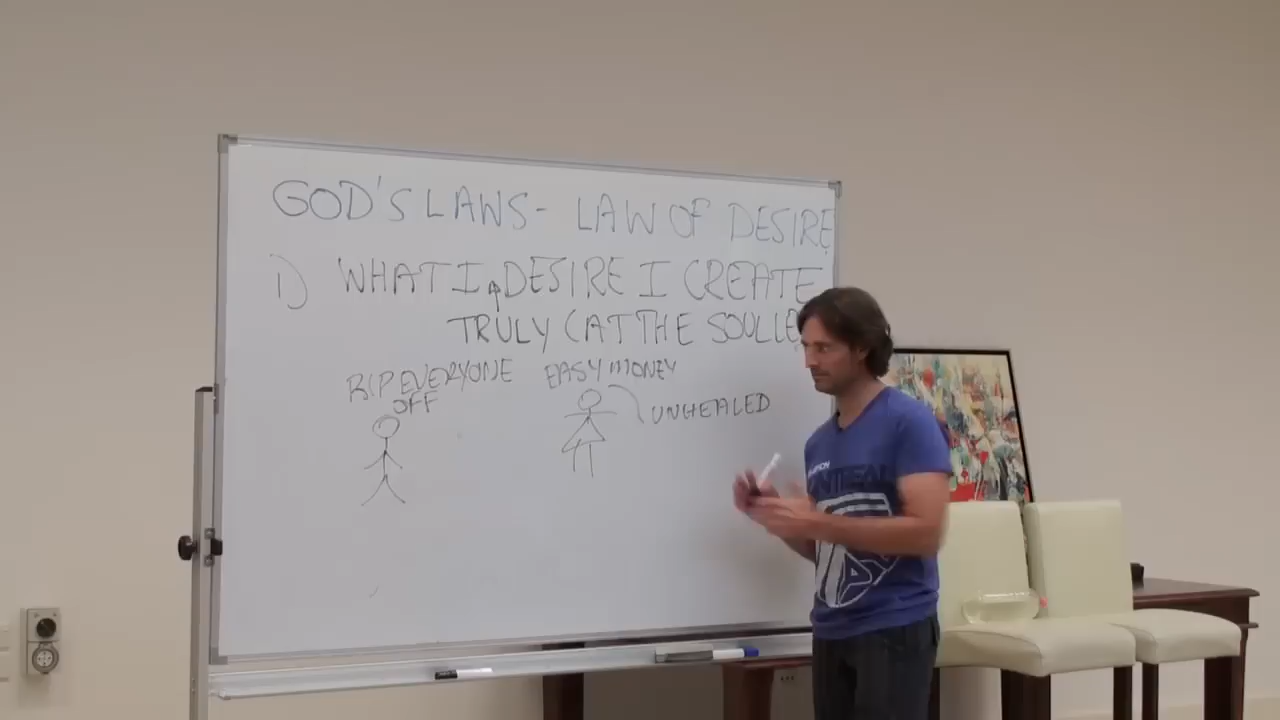 GOD'S LAWS - LAW OF DESIRE
1) WHAT I DESIRE I CREATE
TRULY (AT THE SOUL
RIP EVERYONE
OFF
EASY MONEY
UNHEALED